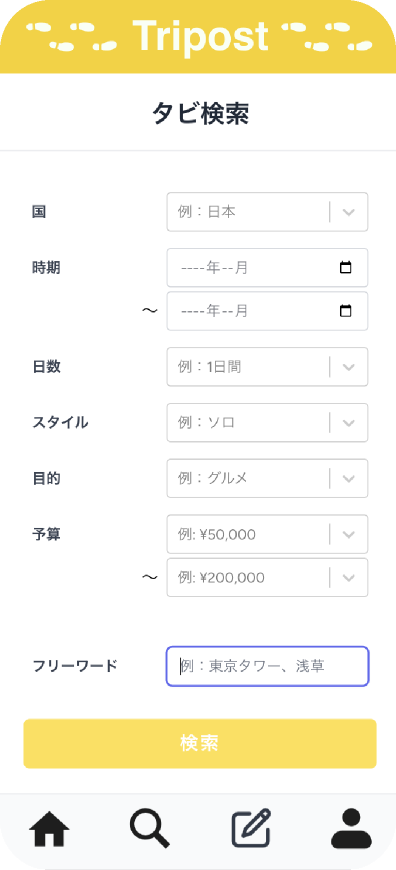 Tripost
タビ検索
国 例：日本
時期 ----年--月
〜 ----年--月
日数 例：1日間
スタイル 例：ソロ
目的 例：グルメ
予算 例: ¥50,000
〜 例: ¥200,000
フリーワード 例：東京タワー、浅草
検索